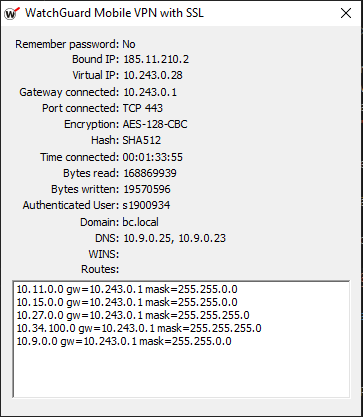 WatchGuard Mobile VPN with SSL
Remember password: No
Bound IP: 185.11.210.2
Virtual IP: 10.243.0.28
Gateway connected: 10.243.0.1
Port connected: TCP 443
Encryption: AES-128-CBC
Hash: SHA512
Time connected: 00:01:33:55
Bytes read: 168869939
Bytes written: 19570596
Authenticated User: s1900934
Domain: bc.local
DNS: 10.9.0.25, 10.9.0.23
WINS:
Routes:
10.11.0.0 gw=10.243.0.1 mask=255.255.0.0
10.15.0.0 gw=10.243.0.1 mask=255.255.0.0
10.27.0.0 gw=10.243.0.1 mask=255.255.255.0
10.34.100.0 gw=10.243.0.1 mask=255.255.255.0
10.9.0.0 gw=10.243.0.1 mask=255.255.0.0